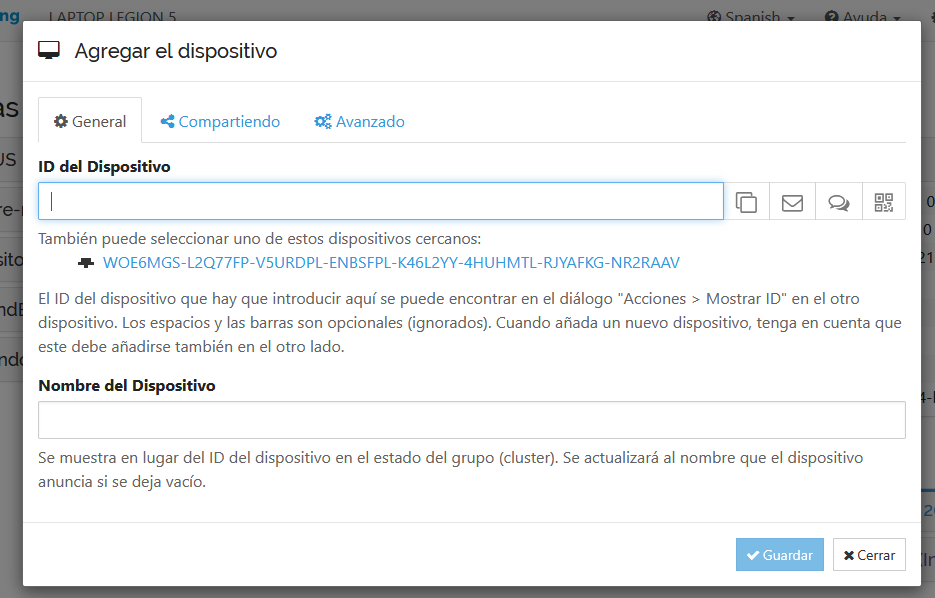 ng LAPTOP LEGION 5 Spanish Ayuda
Agregar el dispositivo
General Compartiendo Avanzado
ID del Dispositivo
También puede seleccionar uno de estos dispositivos cercanos:
WOE6MGS-L2Q77FP-V5URDPL-ENBSFPL-K46L2YY-4HUHMTL-RJYAFKG-NR2RAAV
El ID del dispositivo que hay que introducir aquí se puede encontrar en el diálogo "Acciones > Mostrar ID" en el otro
dispositivo. Los espacios y las barras son opcionales (ignorados). Cuando añada un nuevo dispositivo, tenga en cuenta que
este debe añadirse también en el otro lado.
Nombre del Dispositivo
Se muestra en lugar del ID del dispositivo en el estado del grupo (cluster). Se actualizará al nombre que el dispositivo
anuncia si se deja vacío.
Guardar Cerrar